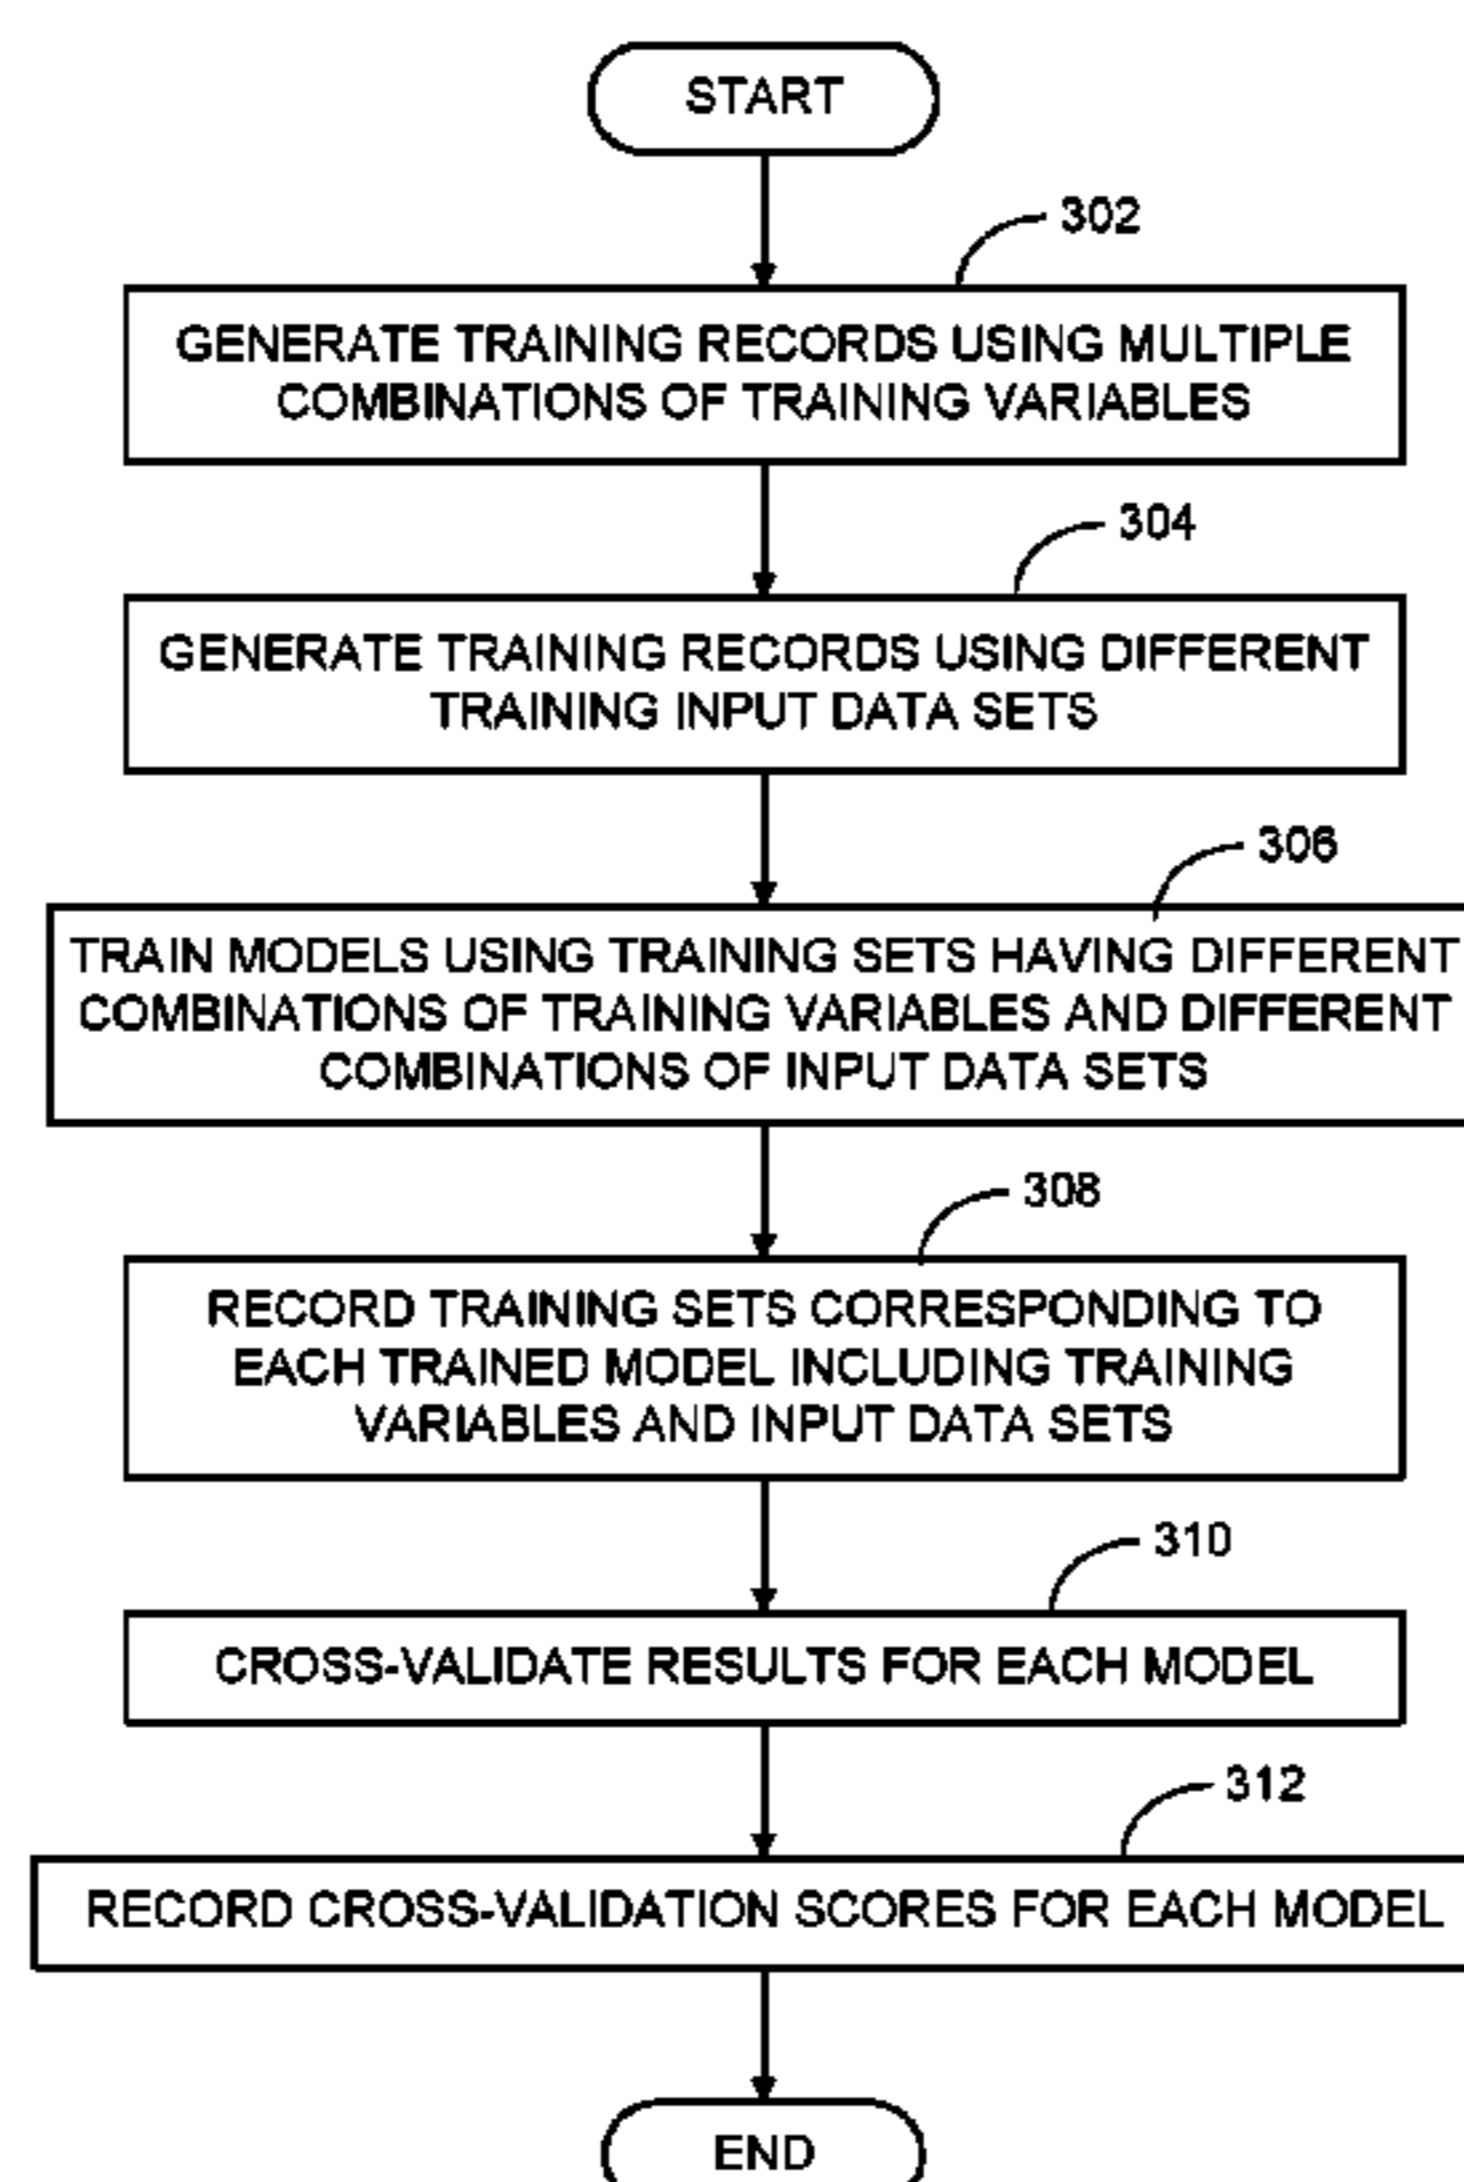 START
302
GENERATE TRAINING RECORDS USING MULTIPLE
COMBINATIONS OF TRAINING VARIABLES
304
GENERATE TRAINING RECORDS USING DIFFERENT
TRAINING INPUT DATA SETS
306
TRAIN MODELS USING TRAINING SETS HAVING DIFFERENT
COMBINATIONS OF TRAINING VARIABLES AND DIFFERENT
COMBINATIONS OF INPUT DATA SETS
308
RECORD TRAINING SETS CORRESPONDING TO
EACH TRAINED MODEL INCLUDING TRAINING
VARIABLES AND INPUT DATA SETS
310
CROSS-VALIDATE RESULTS FOR EACH MODEL
312
RECORD CROSS-VALIDATION SCORES FOR EACH MODEL
END